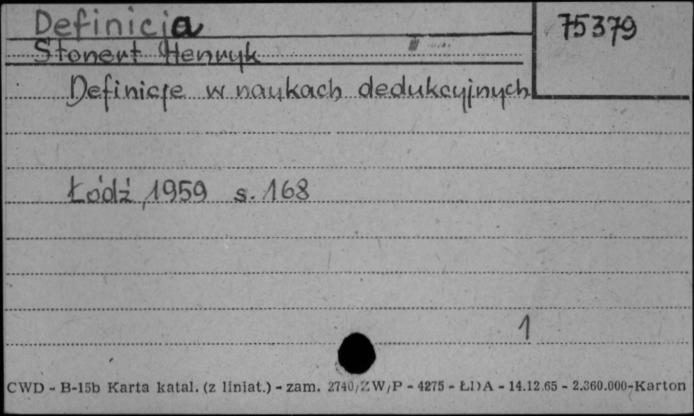 Definicja
75379
Stonert Henryk
Definicje w naukach dedukcyjnych
Łódź, 1959 s. 168
1
CWD - B-15b Karta katal. (z liniat.) - zam. 2740/ZW/P - 4275 - ŁDA - 14.12.65 - 2.360.000-Karton